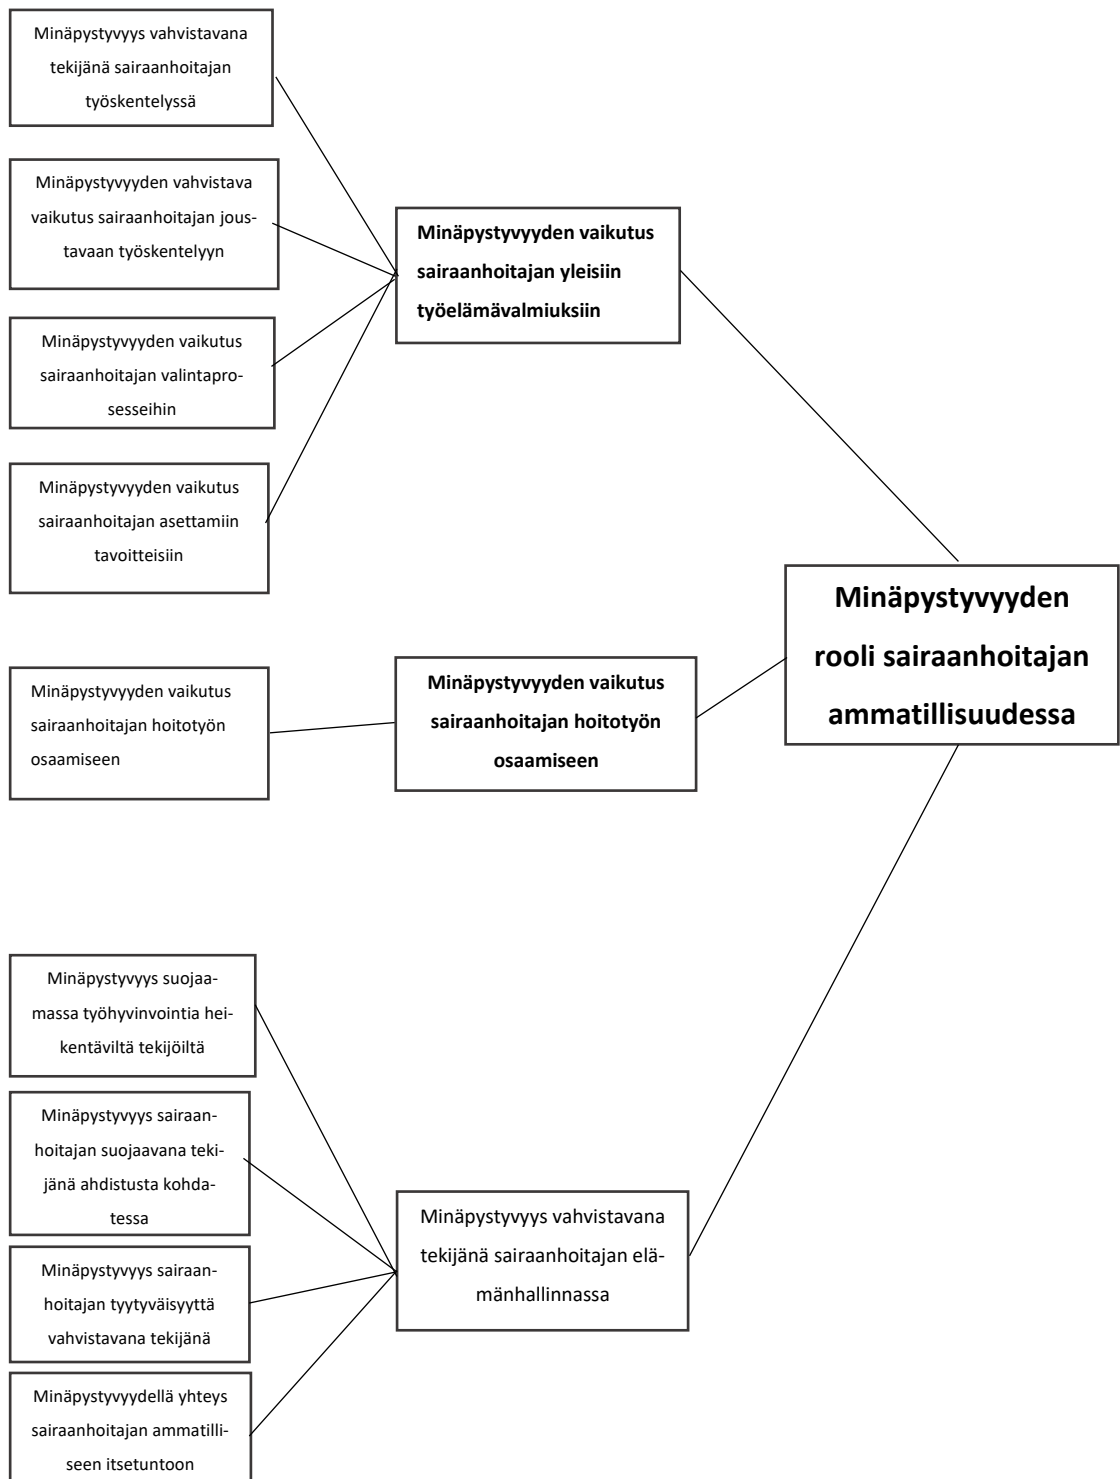 Minäpystyvyys vahvistavana
tekijänä sairaanhoitajan
työskentelyssä
Minäpystyvyyden vahvistava
vaikutus sairaanhoitajan jous-
tavaan työskentelyyn
Minäpystyvyyden vaikutus
sairaanhoitajan valintapro-
sesseihin
Minäpystyvyyden vaikutus
sairaanhoitajan asettamiin
tavoitteisiin
Minäpystyvyyden vaikutus
sairaanhoitajan yleisiin
työelämävalmiuksiin
Minäpystyvyyden vaikutus
sairaanhoitajan hoitotyön
osaamiseen
Minäpystyvyyden vaikutus
sairaanhoitajan hoitotyön
osaamiseen
Minäpystyvyyden
rooli sairaanhoitajan
ammatillisuudessa
Minäpystyvyys suojaa-
massa työhyvinvointia hei-
kentäviltä tekijöiltä
Minäpystyvyys sairaan-
hoitajan suojaavana teki-
jänä ahdistusta kohda-
tessa
Minäpystyvyys sairaan-
hoitajan tyytyväisyyttä
vahvistavana tekijänä
Minäpystyvyydellä yhteys
sairaanhoitajan ammatilli-
seen itsetuntoon
Minäpystyvyys vahvistavana
tekijänä sairaanhoitajan elä-
mänhallinnassa